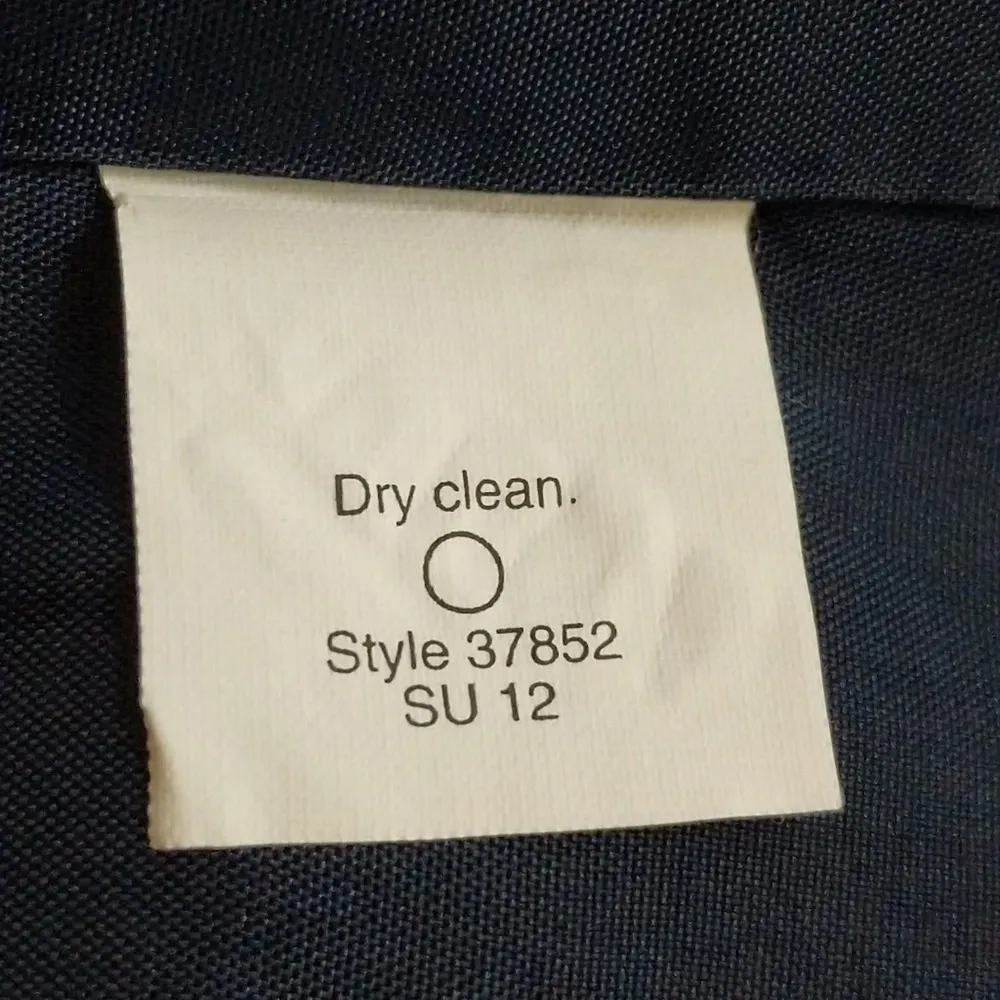 Dry clean.
Style 37852
SU 12